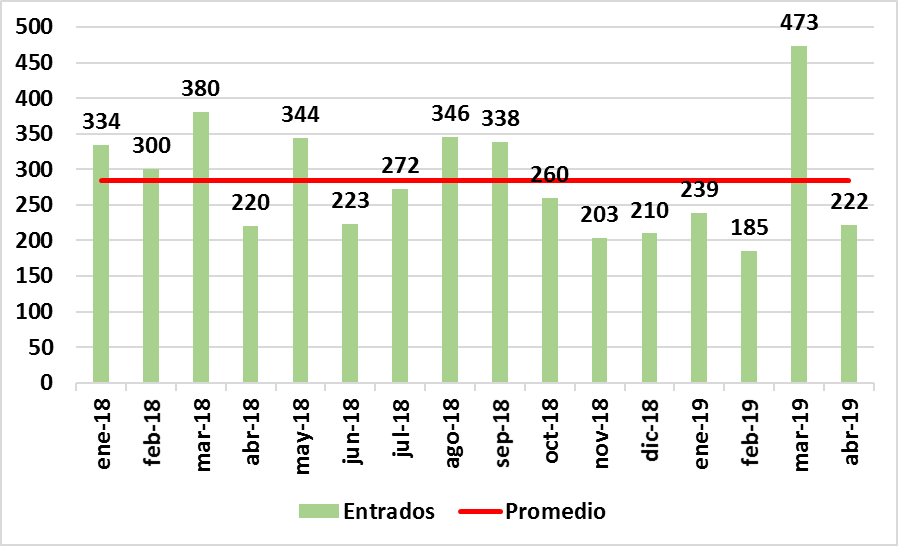 500
450
400
350
300
250
200
150
100
50
0
334
300
380
220
344
223
272
346
338
260
203
210
239
185
473
222
ene-18
feb-18
mar-18
abr-18
may-18
jun-18
jul-18
ago-18
sep-18
oct-18
nov-18
dic-18
ene-19
feb-19
mar-19
abr-19
Entrados Promedio